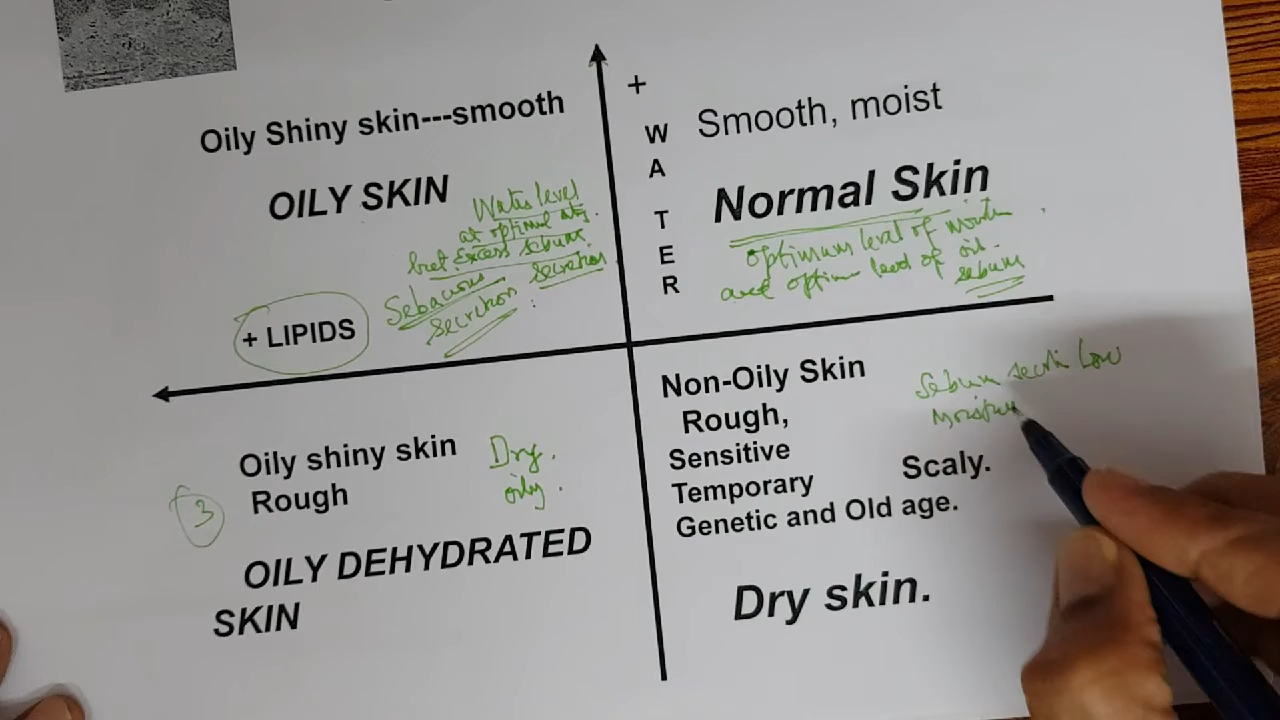 Oily Shiny skin---smooth
OILY SKIN
Water level
at optimal
but Excess sebum
secretion
Sebaceous
secretion
+ LIPIDS
+
W
A
T
E
R
Smooth, moist
Normal Skin
optimum level of
and optim level of oil.
sebum
Oily shiny skin
Rough
Dry.
oily.
3
OILY DEHYDRATED
SKIN
Non-Oily Skin
Rough,
Sensitive
Temporary
Scaly.
Genetic and Old age.
Sebum Low
Moistur
Dry skin.